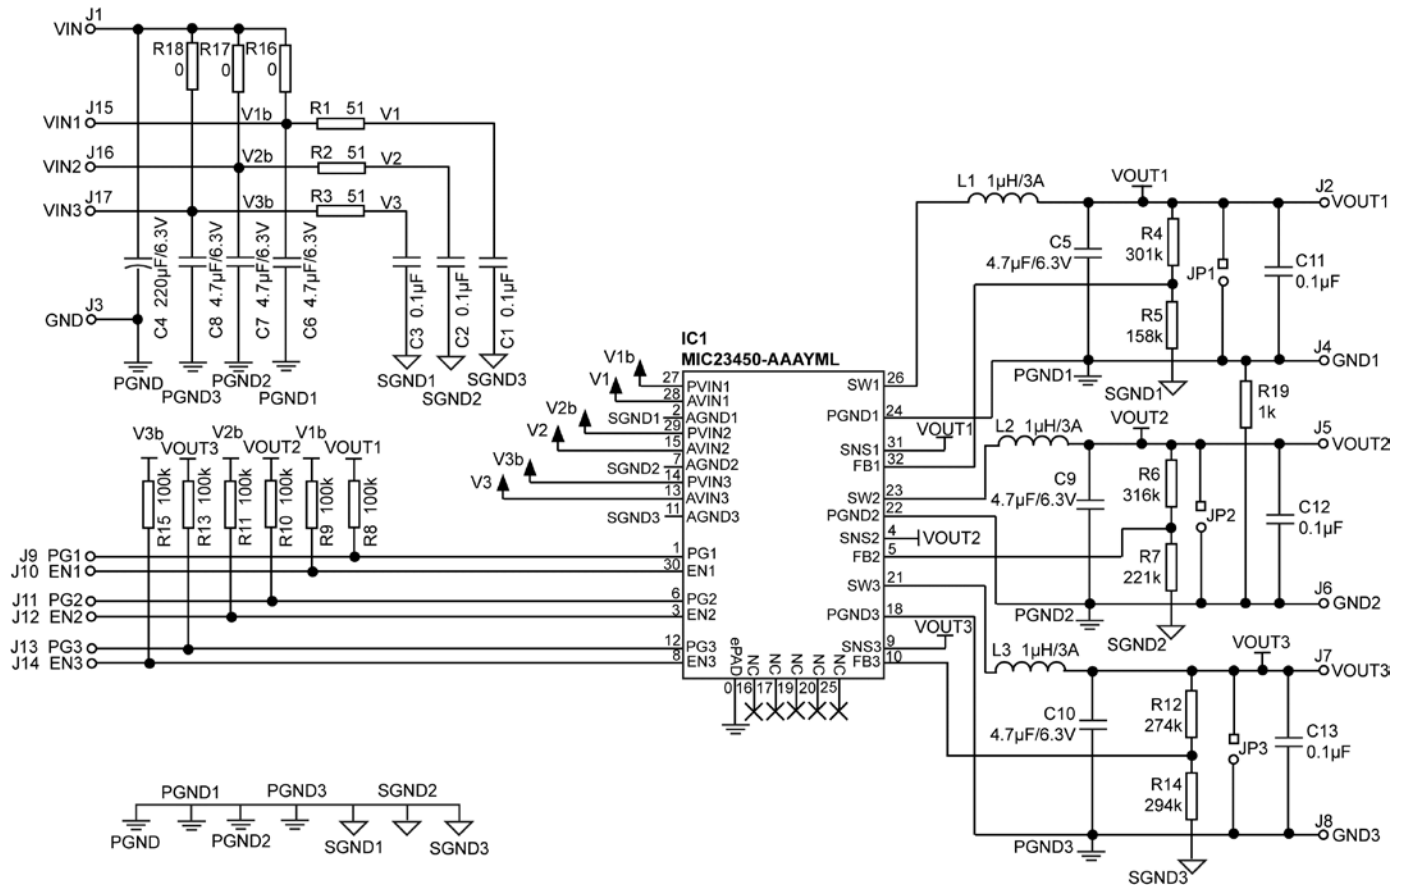 J1
VIN
R18 0
R17 0
R16 0
J15
VIN1
V1b
R1 51
V1
J16
VIN2
V2b
R2 51
V2
J17
VIN3
V3b
R3 51
V3
C4 220µF/6.3V
C8 4.7µF/6.3V
C7 4.7µF/6.3V
C6 4.7µF/6.3V
C3 0.1µF
C2 0.1µF
C1 0.1µF
J3
GND
PGND
PGND3
PGND2
PGND1
SGND1
SGND2
SGND3
V3b
VOUT3
V2b
VOUT2
V1b
VOUT1
R15 100k
R13 100k
R11 100k
R10 100k
R9 100k
R8 100k
J9 PG1
J10 EN1
J11 PG2
J12 EN2
J13 PG3
J14 EN3
IC1
MIC23450-AAAYML
V1b
27 PVIN1
V1
28 AVIN1
SGND1 2 AGND1
V2b
29 PVIN2
V2
15 AVIN2
SGND2 7 AGND2
V3b
14 PVIN3
V3
13 AVIN3
SGND3 11 AGND3
1 PG1
30 EN1
6 PG2
3 EN2
12 PG3
8 EN3
ePAD
NC
NC
NC
NC
NC
0 16 17 19 20 25
SW1 26
PGND1 24
VOUT1
SNS1 31
FB1 32
SW2 23
PGND2 22
SNS2 4 VOUT2
FB2 5
SW3 21
PGND3 18
VOUT3
SNS3 9
FB3 10
L1 1µH/3A
VOUT1
J2
VOUT1
C5
4.7µF/6.3V
R4
301k
JP1
C11
0.1µF
R5
158k
J4
GND1
PGND1
SGND1
R19
1k
L2 1µH/3A
VOUT2
J5
VOUT2
C9
4.7µF/6.3V
R6
316k
JP2
C12
0.1µF
R7
221k
J6
GND2
PGND2
SGND2
L3 1µH/3A
VOUT3
J7
VOUT3
C10
4.7µF/6.3V
R12
274k
JP3
C13
0.1µF
R14
294k
J8
GND3
PGND3
SGND3
PGND1
PGND3
SGND2
PGND
PGND2
SGND1
SGND3